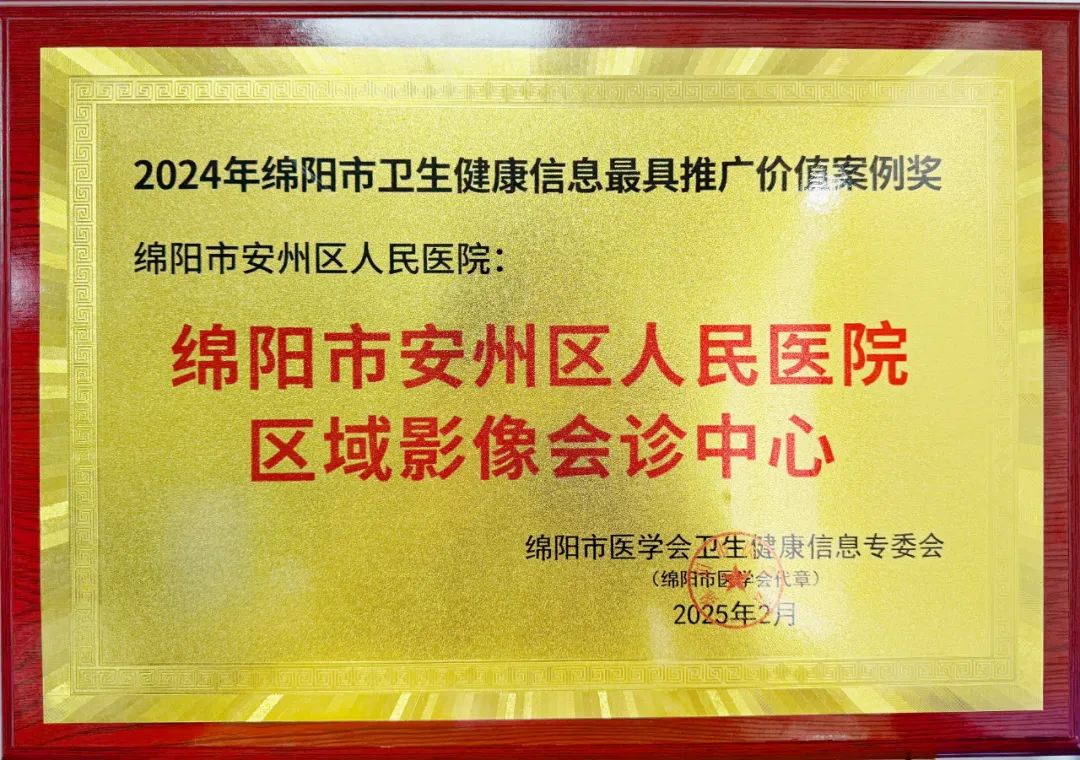 2024年绵阳市卫生健康信息最具推广价值案例奖
绵阳市安州区人民医院：
绵阳市安州区人民医院
区域影像会诊中心
绵阳市医学会卫生健康信息专委会
（绵阳市医学会代章）
2025年2月